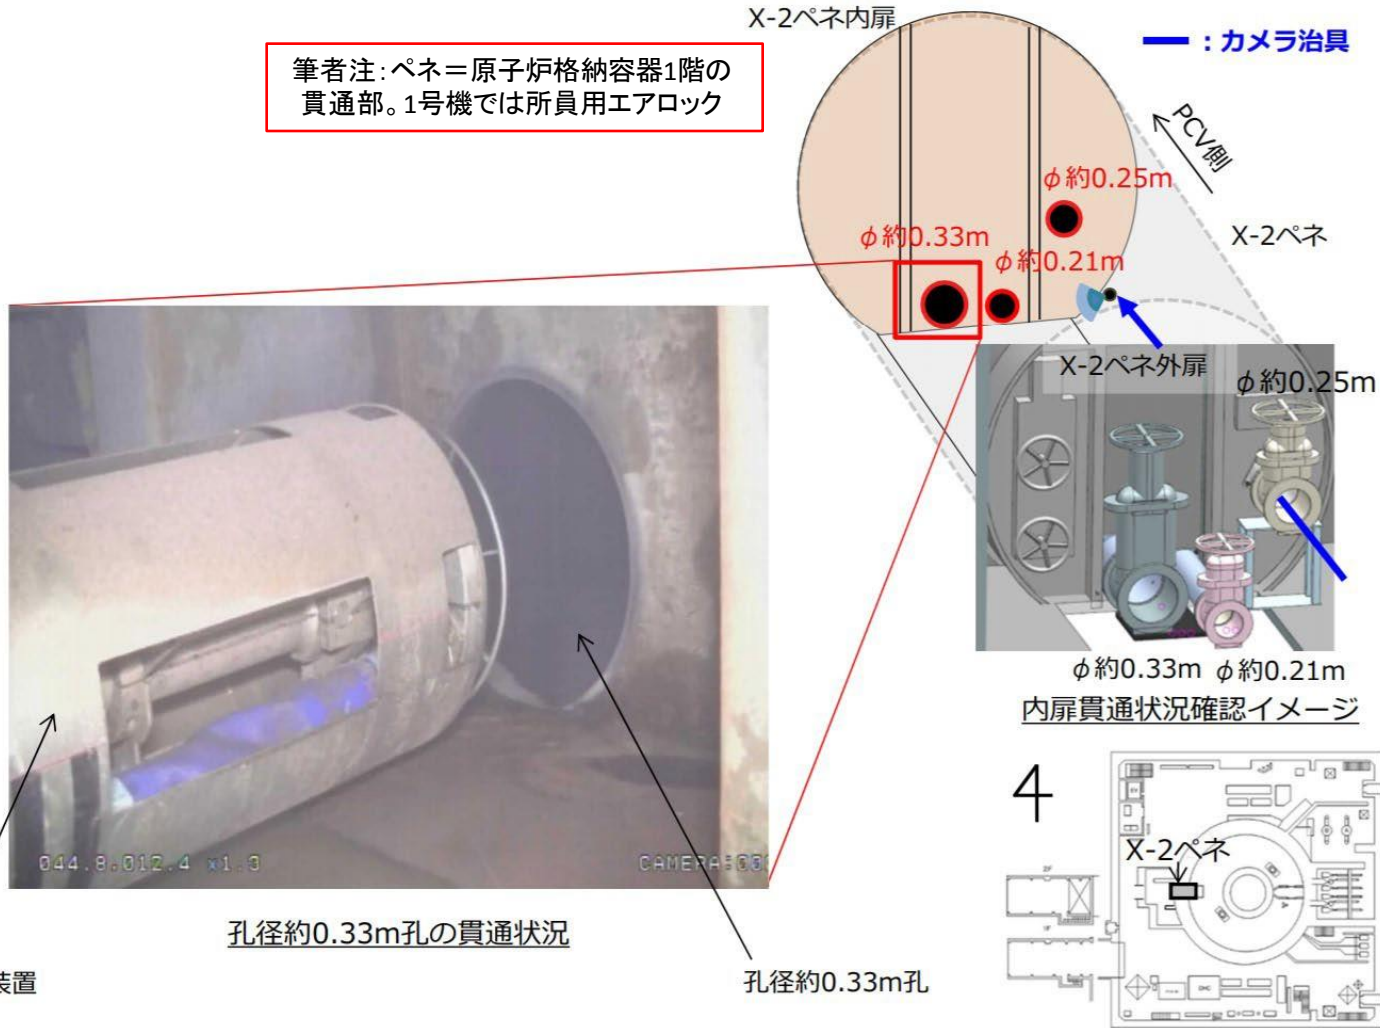 X-2ペネ内扉
：カメラ治具
筆者注：ペネ＝原子炉格納容器1階の
貫通部。1号機では所員用エアロック
PCV側
φ約0.25m
X-2ペネ
φ約0.33m
φ約0.21m
X-2ペネ外扉
φ約0.25m
φ約0.33m
φ約0.21m
内扉貫通状況確認イメージ
044.8.012.4 x1.3
孔径約0.33m孔の貫通状況
装置
孔径約0.33m孔
X-2ペネ